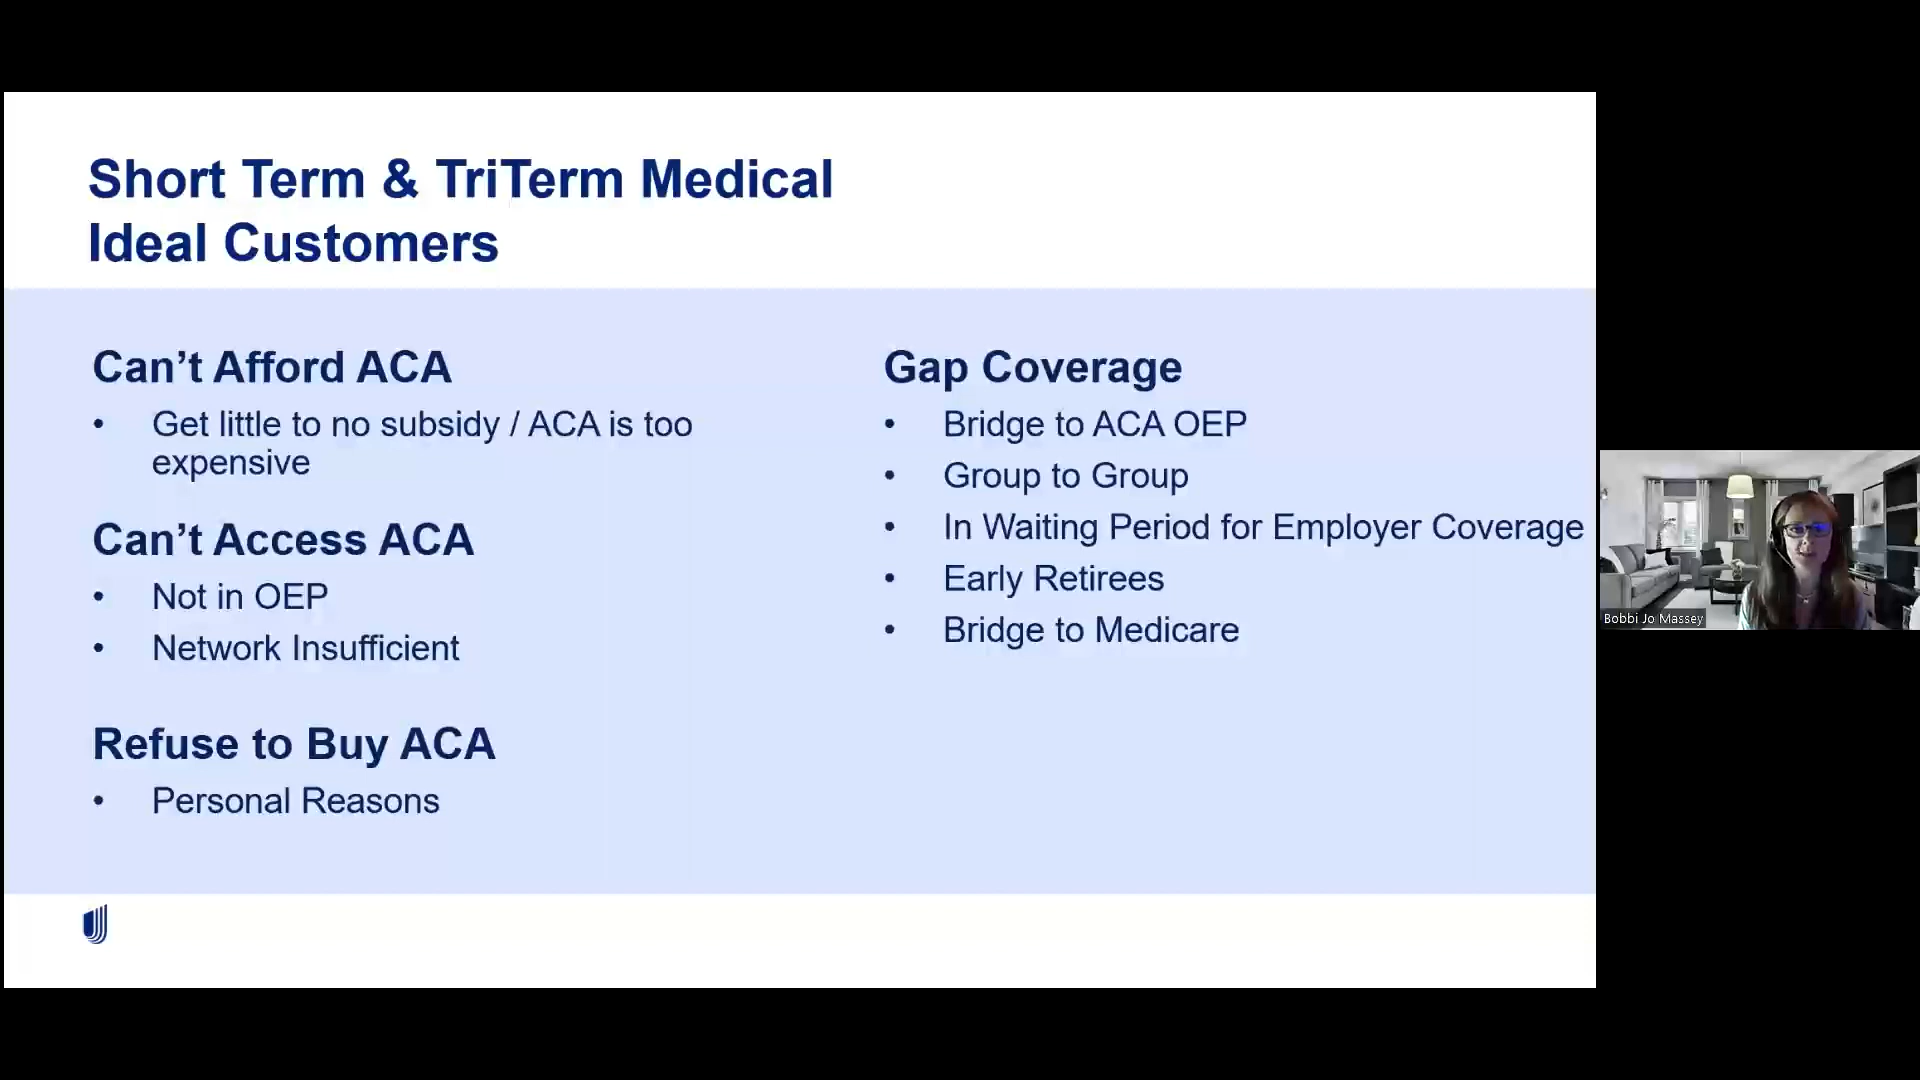 Short Term & TriTerm Medical
Ideal Customers
Can’t Afford ACA
• Get little to no subsidy / ACA is too
expensive
Can’t Access ACA
• Not in OEP
• Network Insufficient
Refuse to Buy ACA
• Personal Reasons
Gap Coverage
• Bridge to ACA OEP
• Group to Group
• In Waiting Period for Employer Coverage
• Early Retirees
• Bridge to Medicare
Bobbi Jo Massey